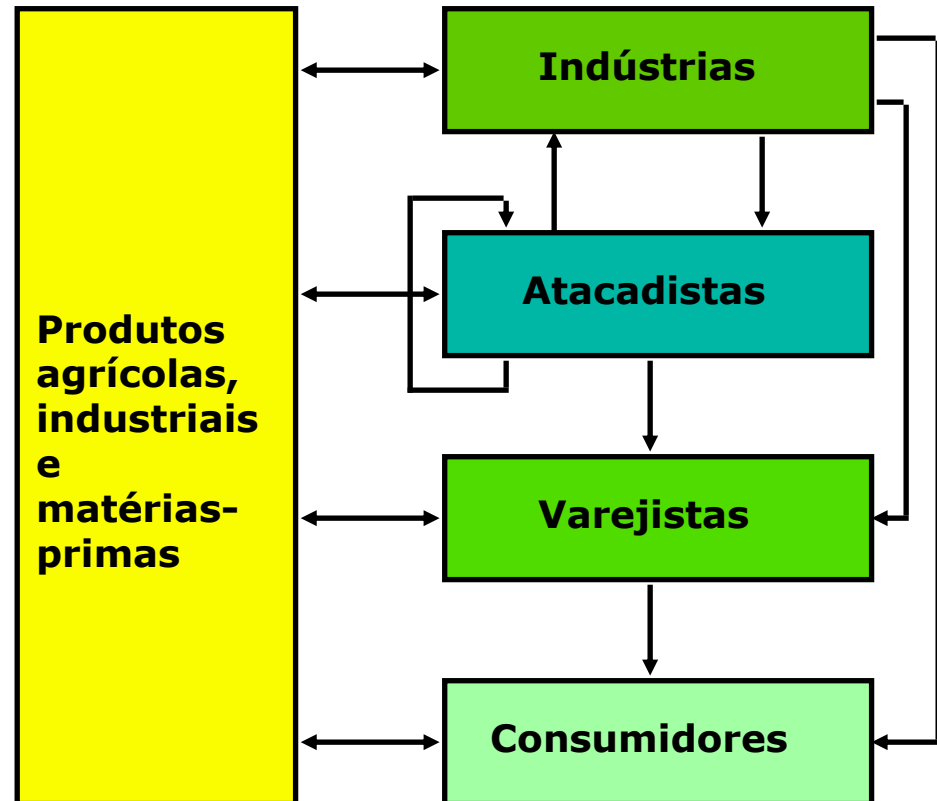 Indústrias
Atacadistas
Produtos
agrícolas,
industriais
e
matérias-
primas
Varejistas
Consumidores